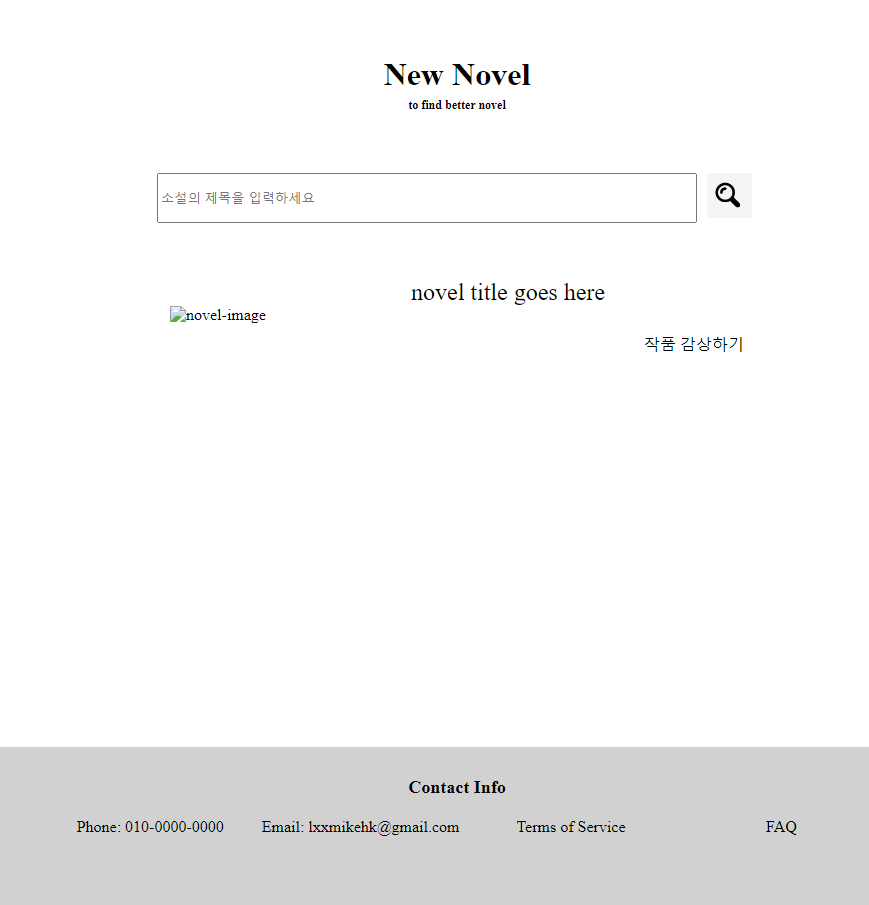 New Novel
to find better novel
소설의 제목을 입력하세요
novel title goes here
novel-image
작품 감상하기
Contact Info
Phone: 010-0000-0000 Email: lxxmikehk@gmail.com Terms of Service FAQ